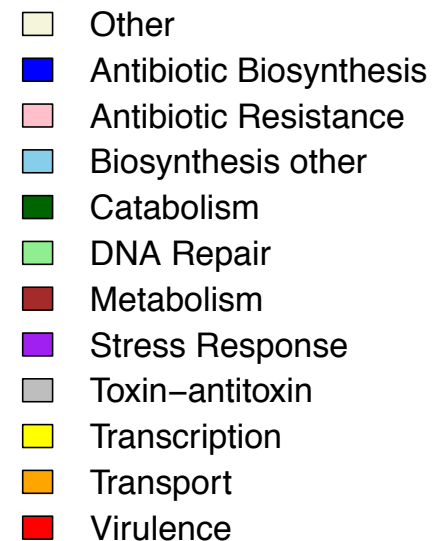 Other
Antibiotic Biosynthesis
Antibiotic Resistance
Biosynthesis other
Catabolism
DNA Repair
Metabolism
Stress Response
Toxin−antitoxin
Transcription
Transport
Virulence